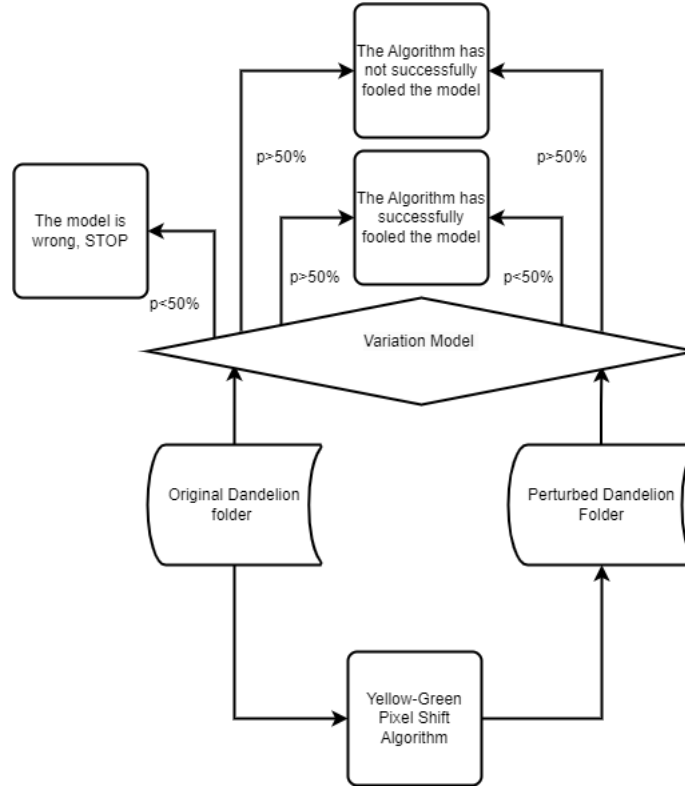 The Algorithm has
not successfully
fooled the model
p>50%
p>50%
The Algorithm has
successfully
fooled the model
The model is
wrong, STOP
p>50%
p<50%
p<50%
Variation Model
Original Dandelion
folder
Perturbed Dandelion
Folder
Yellow-Green
Pixel Shift
Algorithm